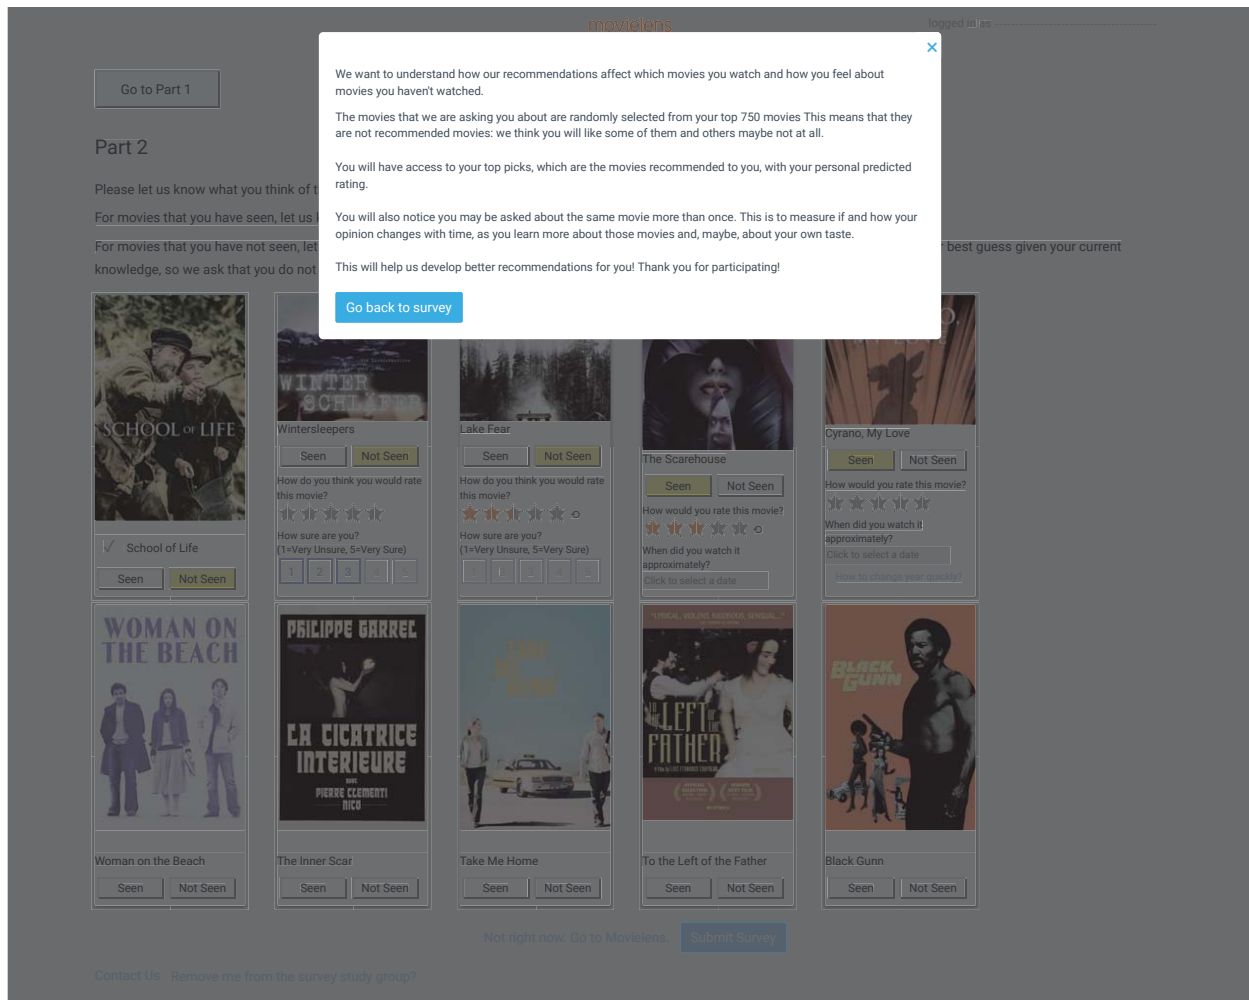 movielens
logged in as
Go to Part 1
×
We want to understand how our recommendations affect which movies you watch and how you feel about
movies you haven't watched.
The movies that we are asking you about are randomly selected from your top 750 movies This means that they
are not recommended movies: we think you will like some of them and others maybe not at all.
You will have access to your top picks, which are the movies recommended to you, with your personal predicted
rating.
You will also notice you may be asked about the same movie more than once. This is to measure if and how your
opinion changes with time, as you learn more about those movies and, maybe, about your own taste.
This will help us develop better recommendations for you! Thank you for participating!
Go back to survey
Part 2
Please let us know what you think of
For movies that you have seen, let us
For movies that you have not seen, let best guess given your current
knowledge, so we ask that you do not
SCHOOL OF LIFE
School of Life
Seen Not Seen
WINTER
SCHLÄFER
Wintersleepers
Seen Not Seen
How do you think you would rate
this movie?
How sure are you?
(1=Very Unsure, 5=Very Sure)
1 2 3 4 5
Lake Fear
Seen Not Seen
How do you think you would rate
this movie?
How sure are you?
(1=Very Unsure, 5=Very Sure)
The Scarehouse
Seen Not Seen
How would you rate this movie?
When did you watch it
approximately?
Click to select a date
MY LOVE
Cyrano, My Love
Seen Not Seen
How would you rate this movie?
When did you watch it
approximately?
Click to select a date
How to change year quickly?
WOMAN ON
THE BEACH
Woman on the Beach
Seen Not Seen
PHILIPPE GARREL
LA CICATRICE
INTERIEURE
AVEC
PIERRE CLEMENTI
NICO
The Inner Scar
Seen Not Seen
TAKE
ME
HOME
Take Me Home
Seen Not Seen
TO
THE LEFT OF
THE
FATHER
To the Left of the Father
Seen Not Seen
BLACK
GUNN
Black Gunn
Seen Not Seen
Not right now. Go to Movielens. Submit Survey
Contact Us Remove me from the survey study group?